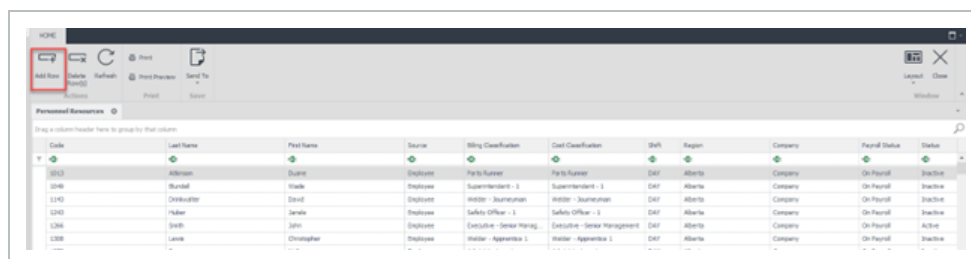 HOME
Add Row Delete Row(s) Refresh Print Print Preview Send To Layout Close
Actions Print Save Window
Personnel Resources
Drag a column header here to group by that column
Code Last Name First Name Source Billing Classification Cost Classification Shift Region Company Payroll Status Status
1013 Atkinson Duane Employee Parts Runner Parts Runner DAY Alberta Company On Payroll Inactive
1049 Blundall Wade Employee Superintendent - 1 Superintendent - 1 DAY Alberta Company On Payroll Inactive
1143 Drinkwalter David Employee Welder - Journeyman Welder - Journeyman DAY Alberta Company On Payroll Inactive
1243 Huber Janela Employee Safety Officer - 1 Safety Officer - 1 DAY Alberta Company On Payroll Inactive
1266 Smith John Employee Executive - Senior Manag... Executive - Senior Management DAY Alberta Company On Payroll Active
1308 Lewis Christopher Employee Welder - Apprentice 1 Welder - Apprentice 1 DAY Alberta Company On Payroll Inactive